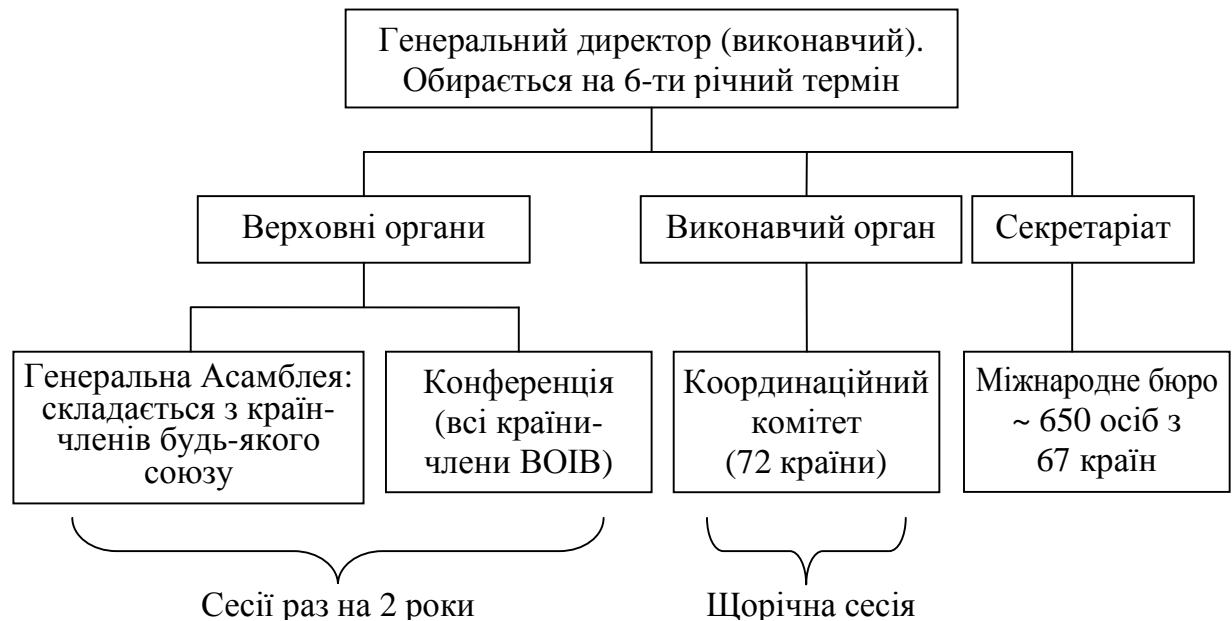 Генеральний директор (виконавчий).
Обирається на 6-ти річний термін
Верховні органи
Виконавчий орган
Секретаріат
Генеральна Асамблея:
складається з країн-
членів будь-якого
союзу
Конференція
(всі країни-
члени ВОІВ)
Координаційний
комітет
(72 країни)
Міжнародне бюро
~ 650 осіб з
67 країн
Сесії раз на 2 роки
Щорічна сесія